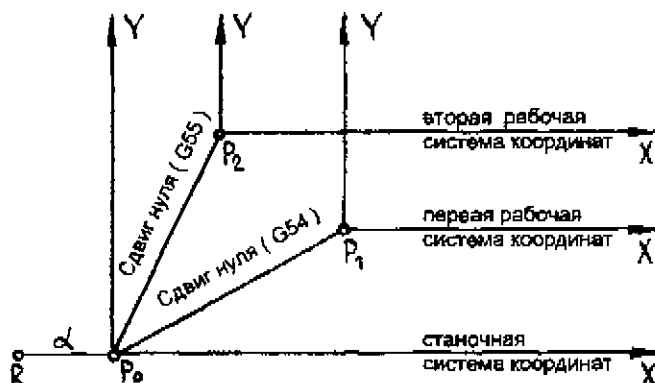 Y Y Y
вторая рабочая
система координат X
P2
Сдвиг нуля ( G55 )
Сдвиг нуля ( G54 )
первая рабочая
система координат X
P1
станочная
система координат X
α
R P0